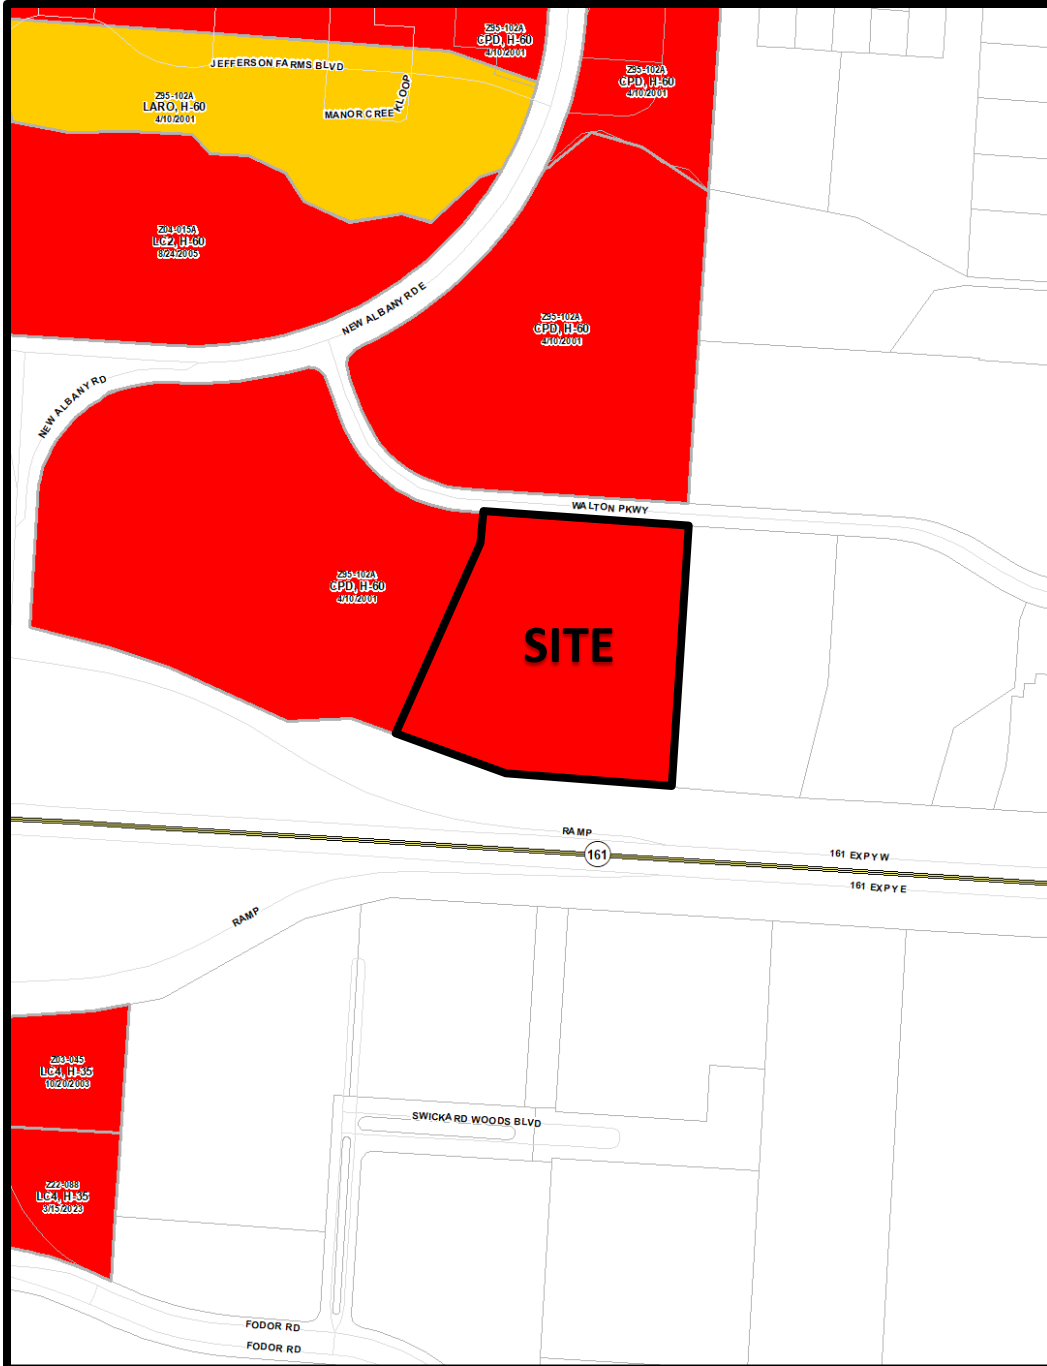 Z95-102A
CPD, H-60
4/10/2001
JEFFERSON FARMS BLVD
Z95-102A
CPD, H-60
4/10/2001
Z95-102A
LARO, H-60
4/10/2001
MANOR CREE
K LOOP
Z04-015A
LC2, H-60
8/24/2005
NEW ALBANY RD E
Z95-102A
CPD, H-60
4/10/2001
NEW ALBANY RD
WALTON PKWY
Z95-102A
CPD, H-60
4/10/2001
SITE
RAMP
161
161 EXPY W
161 EXPY E
RAMP
Z03-045
LC4, H-35
10/20/2003
SWICKARD WOODS BLVD
Z22-088
LC4, H-35
3/15/2023
FODOR RD
FODOR RD